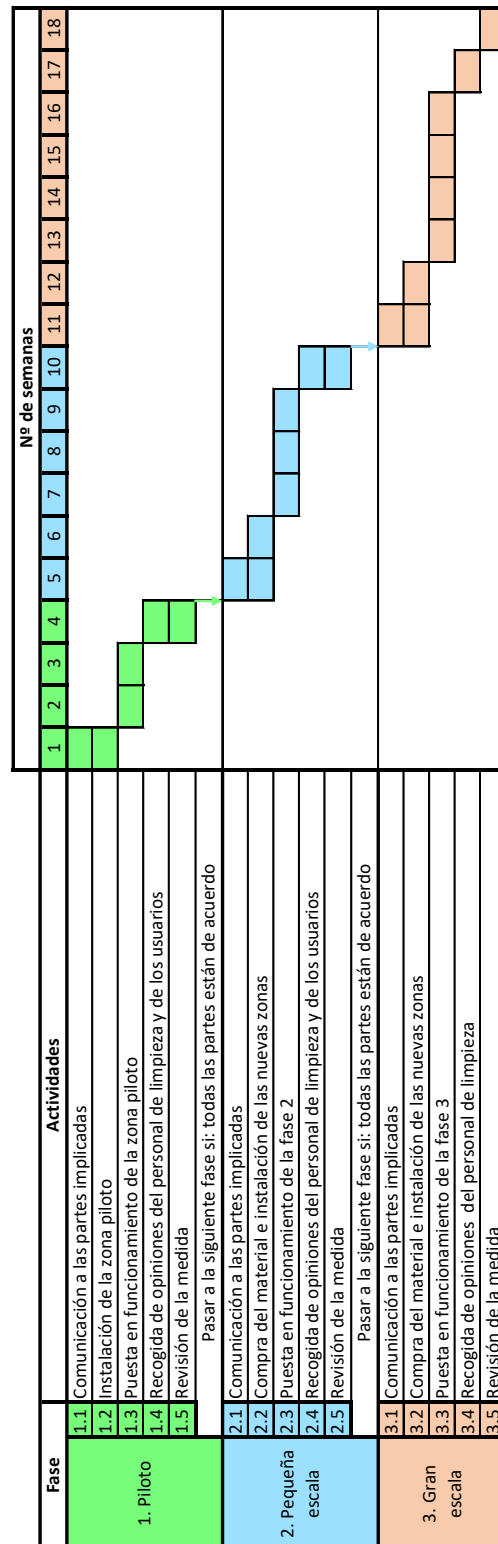 Nº de semanas
Fase Actividades 1 2 3 4 5 6 7 8 9 10 11 12 13 14 15 16 17 18
1. Piloto
1.1 Comunicación a las partes implicadas
1.2 Instalación de la zona piloto
1.3 Puesta en funcionamiento de la zona piloto
1.4 Recogida de opiniones del personal de limpieza y de los usuarios
1.5 Revisión de la medida
Pasar a la siguiente fase si: todas las partes están de acuerdo
2. Pequeña
escala
2.1 Comunicación a las partes implicadas
2.2 Compra del material e instalación de las nuevas zonas
2.3 Puesta en funcionamiento de la fase 2
2.4 Recogida de opiniones del personal de limpieza y de los usuarios
2.5 Revisión de la medida
Pasar a la siguiente fase si: todas las partes están de acuerdo
3. Gran
escala
3.1 Comunicación a las partes implicadas
3.2 Compra del material e instalación de las nuevas zonas
3.3 Puesta en funcionamiento de la fase 3
3.4 Recogida de opiniones del personal de limpieza
3.5 Revisión de la medida